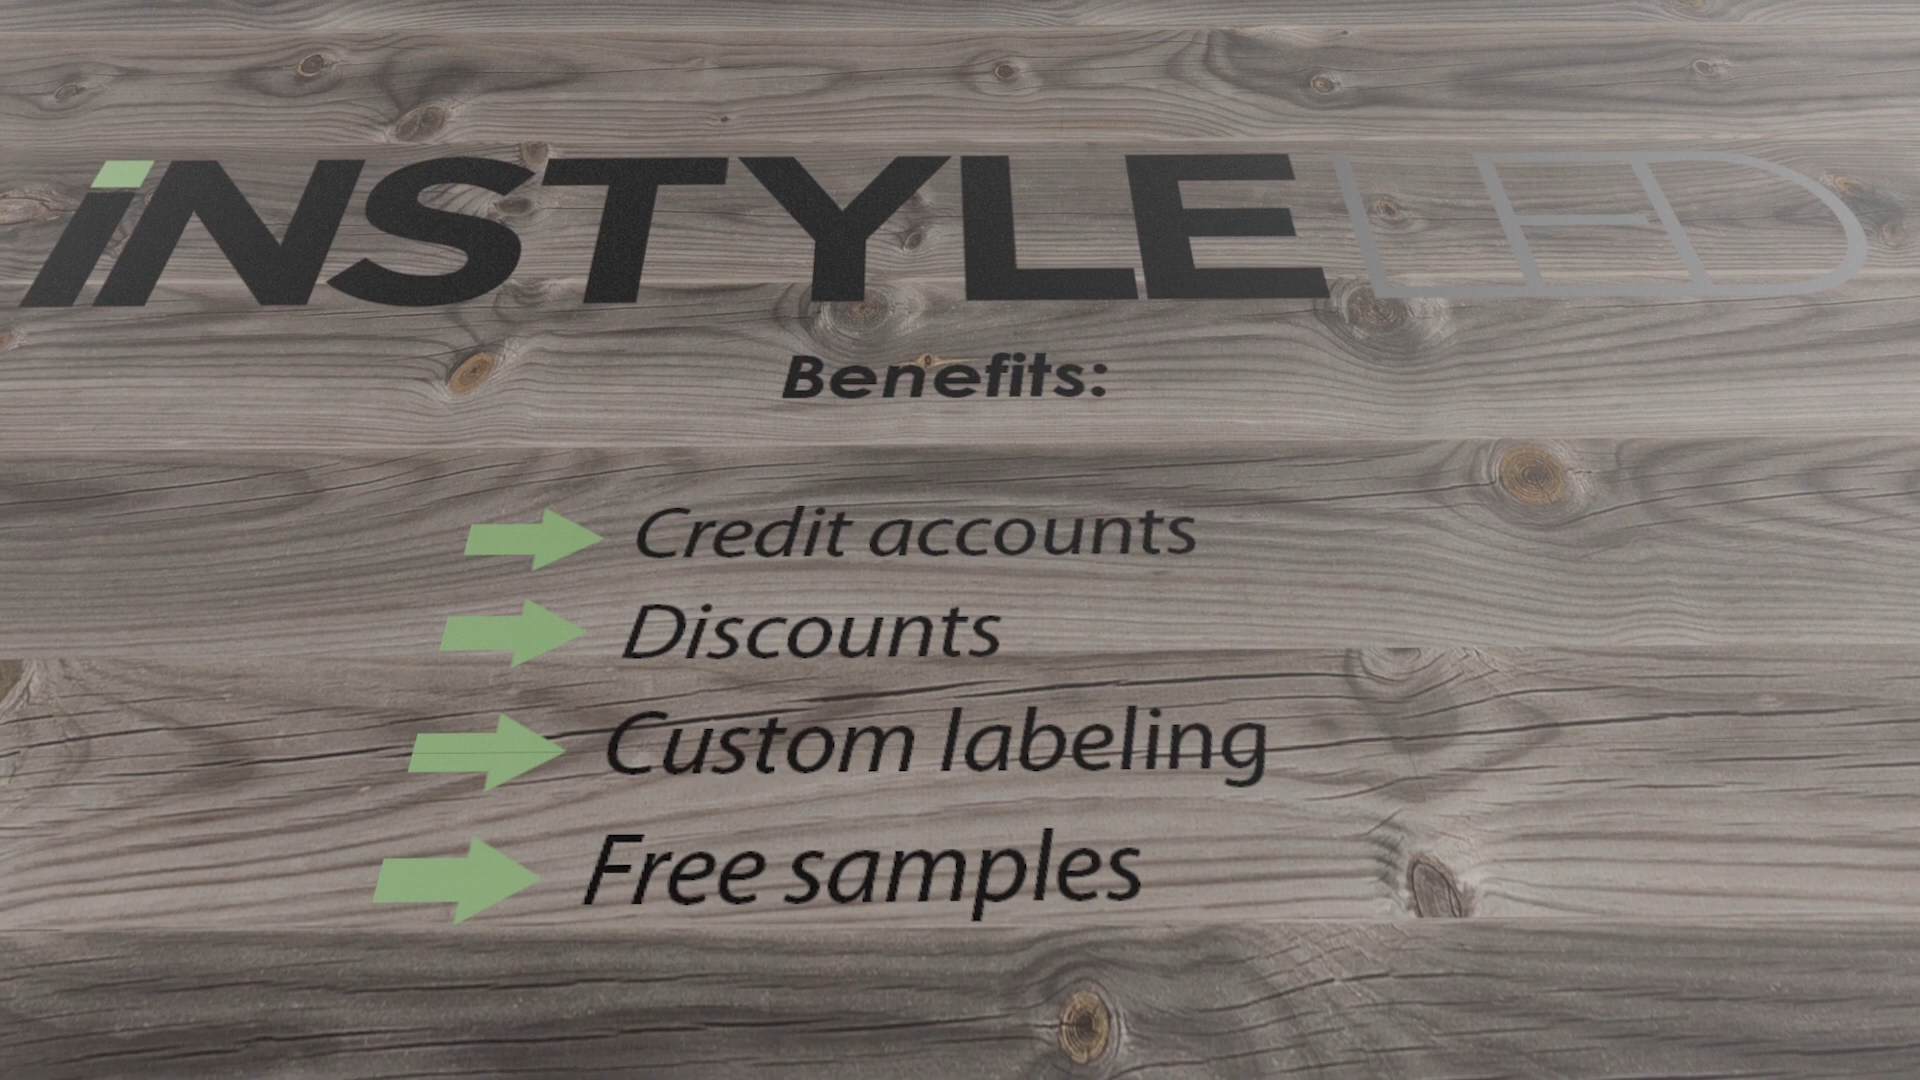 iNSTYLELED
Benefits:
Credit accounts
Discounts
Custom labeling
Free samples